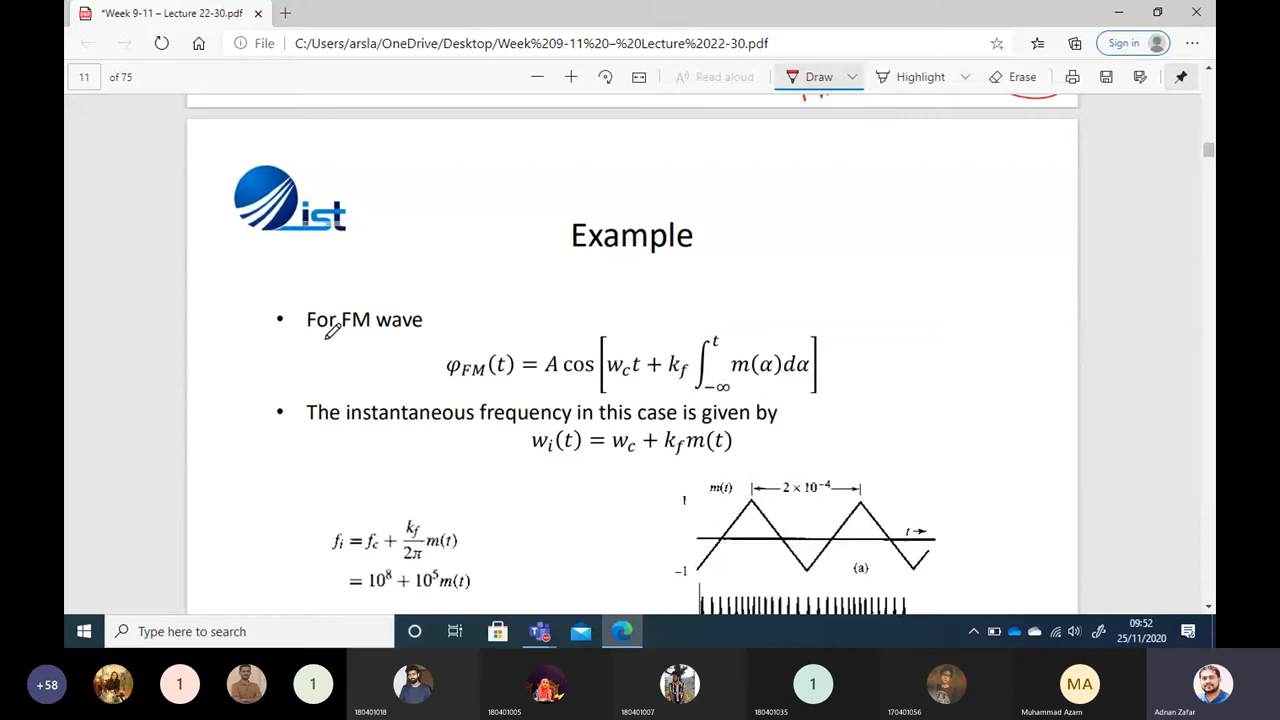 *Week 9-11 – Lecture 22-30.pdf
File C:/Users/arsla/OneDrive/Desktop/Week%209-11%20–%20Lecture%2022-30.pdf Sign in
11 of 75 Read aloud Draw Highlight Erase
ist
Example
• For FM wave
φ_FM(t) = A cos[w_c t + k_f ∫_{-∞}^{t} m(α)dα]
• The instantaneous frequency in this case is given by
w_i(t) = w_c + k_f m(t)
m(t) 2 × 10⁻⁴
1
t →
−1 (a)
f_i = f_c + k_f/2π m(t)
= 10⁸ + 10⁵ m(t)
Type here to search
09:52
25/11/2020
+58 1 1 1 MA
180401018 180401005 180401007 180401035 170401056 Muhammad Azam Adnan Zafar